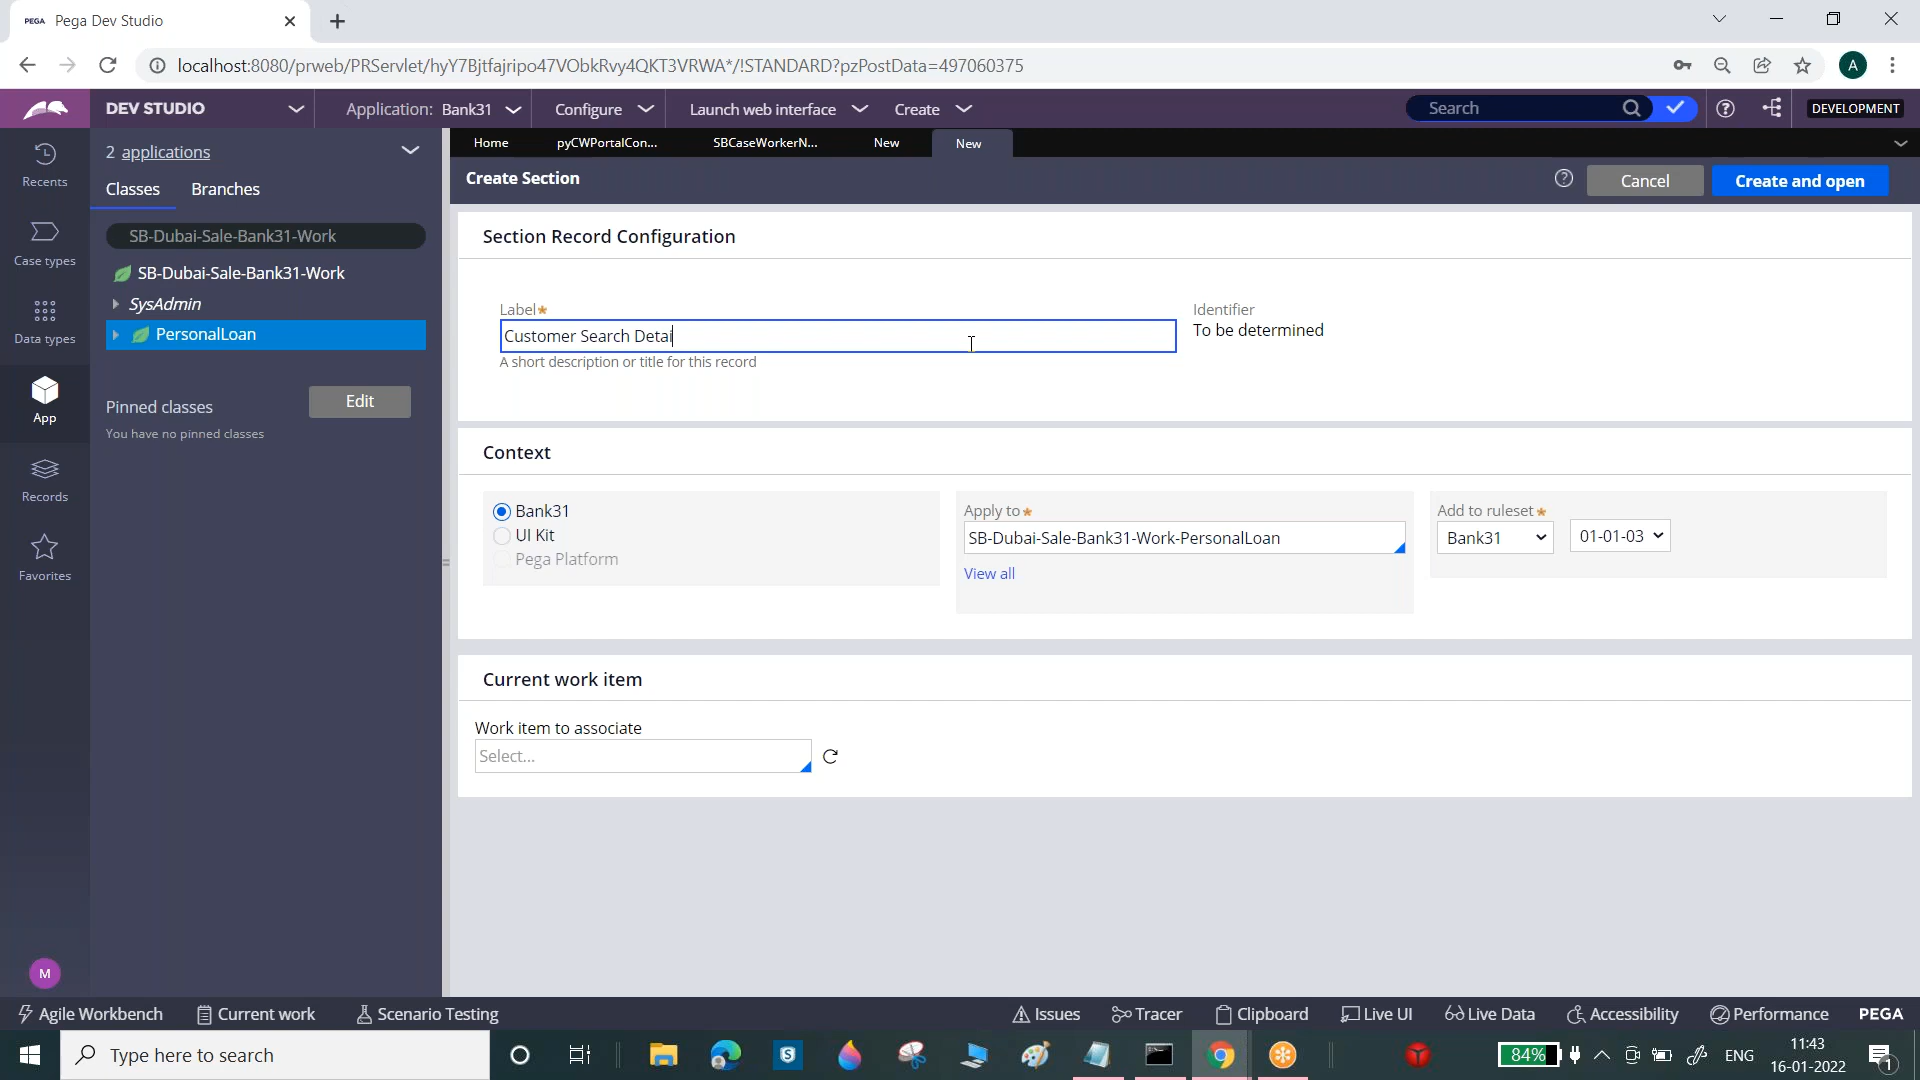 PEGA Pega Dev Studio
localhost:8080/prweb/PRServlet/hyY7Bjtfajripo47VObkRvy4QKT3VRWA*/!STANDARD?pzPostData=497060375
A
DEV STUDIO
Application: Bank31
Configure
Launch web interface
Create
Search
DEVELOPMENT
Recents
Case types
Data types
App
Records
Favorites
M
2 applications
Classes
Branches
SB-Dubai-Sale-Bank31-Work
SB-Dubai-Sale-Bank31-Work
SysAdmin
PersonalLoan
Pinned classes
Edit
You have no pinned classes
Home
pyCWPortalCon...
SBCaseWorkerN...
New
New
Create Section
Cancel
Create and open
Section Record Configuration
Label*
Customer Search Detai
A short description or title for this record
Identifier
To be determined
Context
Bank31
UI Kit
Pega Platform
Apply to*
SB-Dubai-Sale-Bank31-Work-PersonalLoan
View all
Add to ruleset*
Bank31
01-01-03
Current work item
Work item to associate
Select...
Agile Workbench
Current work
Scenario Testing
Issues
Tracer
Clipboard
Live UI
Live Data
Accessibility
Performance
PEGA
Type here to search
84%
ENG
11:43
16-01-2022
1